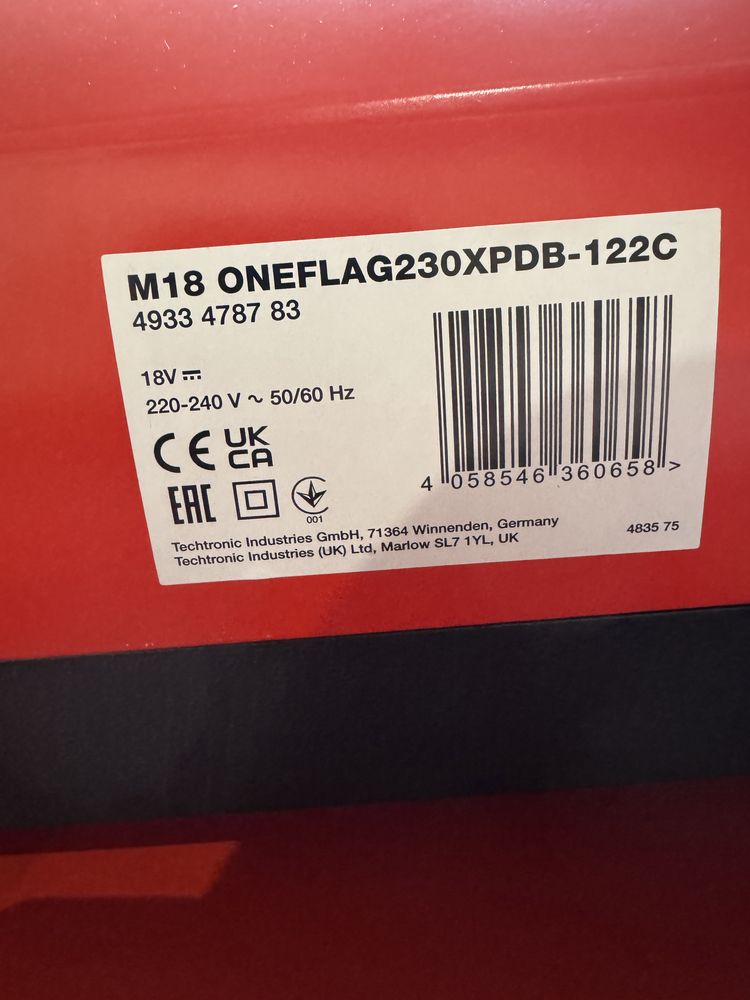 M18 ONEFLAG230XPDB-122C
4933 4787 83
18V ⎓
220-240 V ~ 50/60 Hz
CE UK CA
EAC
001
4 058546 360658 >
Techtronic Industries GmbH, 71364 Winnenden, Germany
Techtronic Industries (UK) Ltd, Marlow SL7 1YL, UK
4835 75